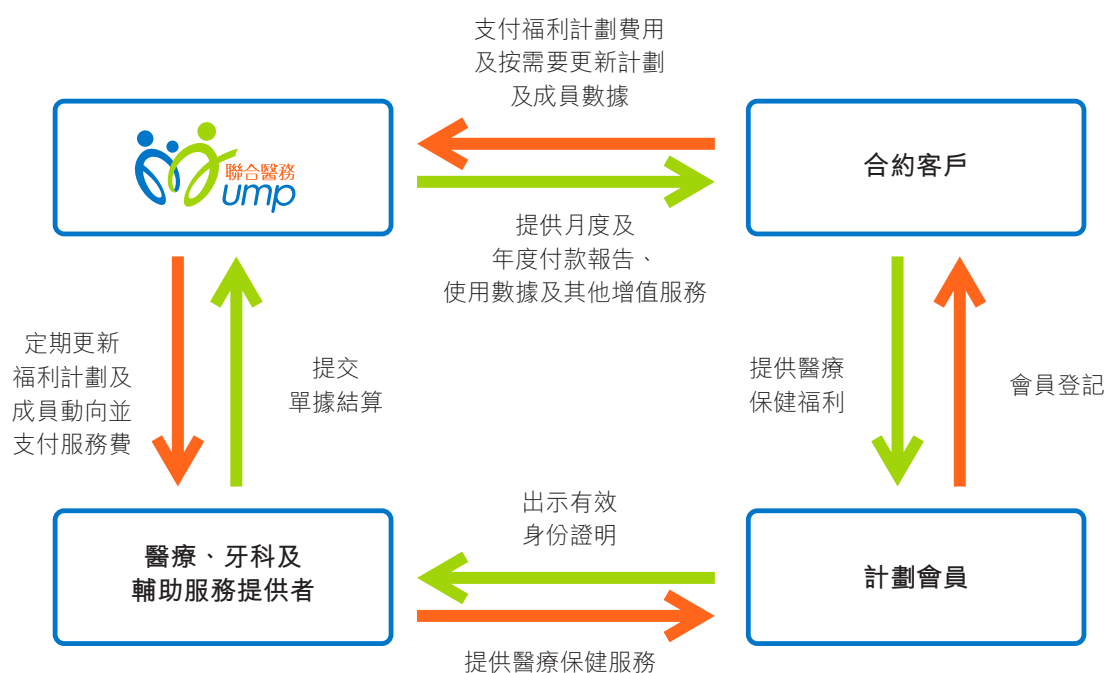 支付福利計劃費用
及按需要更新計劃
及成員數據
聯合醫務
ump
合約客戶
提供月度及
年度付款報告、
使用數據及其他增值服務
定期更新
福利計劃及
成員動向並
支付服務費
提交
單據結算
提供醫療
保健福利
會員登記
出示有效
身份證明
醫療、牙科及
輔助服務提供者
計劃會員
提供醫療保健服務